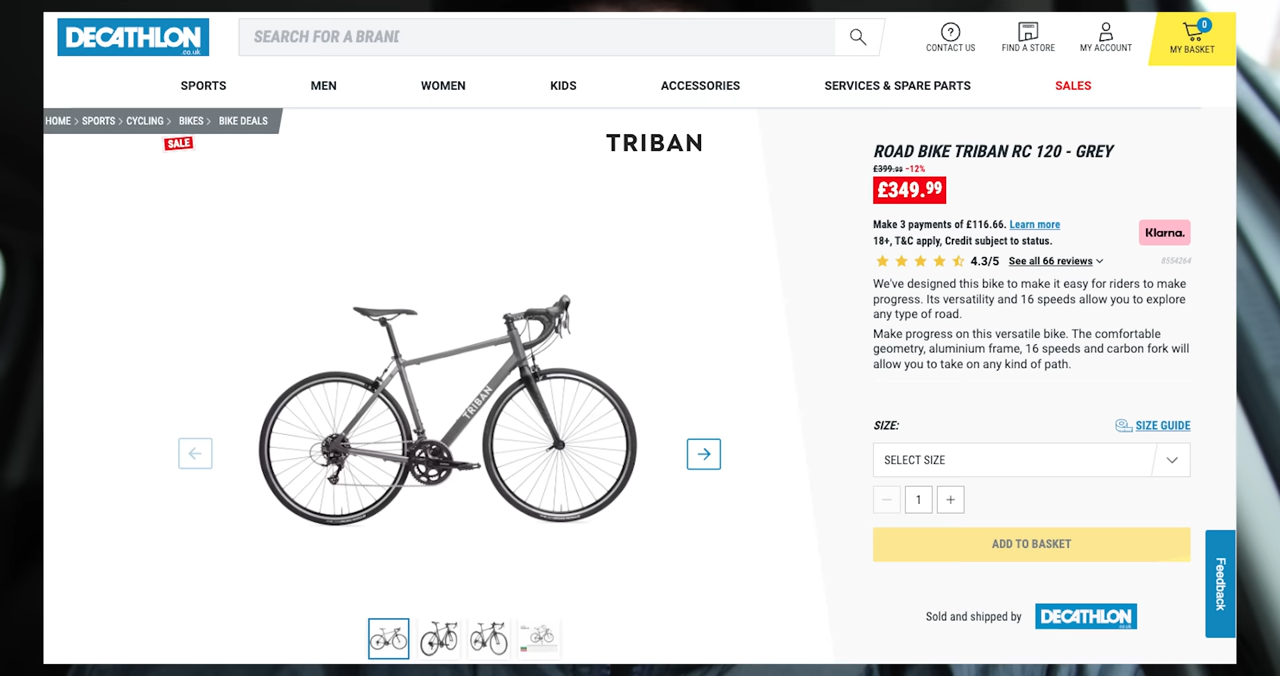 DECATHLON
.co.uk
SEARCH FOR A BRAND
CONTACT US
FIND A STORE
MY ACCOUNT
0
MY BASKET
SPORTS
MEN
WOMEN
KIDS
ACCESSORIES
SERVICES & SPARE PARTS
SALES
HOME > SPORTS > CYCLING > BIKES > BIKE DEALS
SALE
TRIBAN
TRIBAN
ROAD BIKE TRIBAN RC 120 - GREY
£399.99 -12%
£349.99
Make 3 payments of £116.66. Learn more
18+, T&C apply, Credit subject to status.
Klarna.
4.3/5 See all 66 reviews
8554264
We've designed this bike to make it easy for riders to make
progress. Its versatility and 16 speeds allow you to explore
any type of road.
Make progress on this versatile bike. The comfortable
geometry, aluminium frame, 16 speeds and carbon fork will
allow you to take on any kind of path.
SIZE:
SIZE GUIDE
SELECT SIZE
− 1 +
ADD TO BASKET
Feedback
Sold and shipped by
DECATHLON
.co.uk